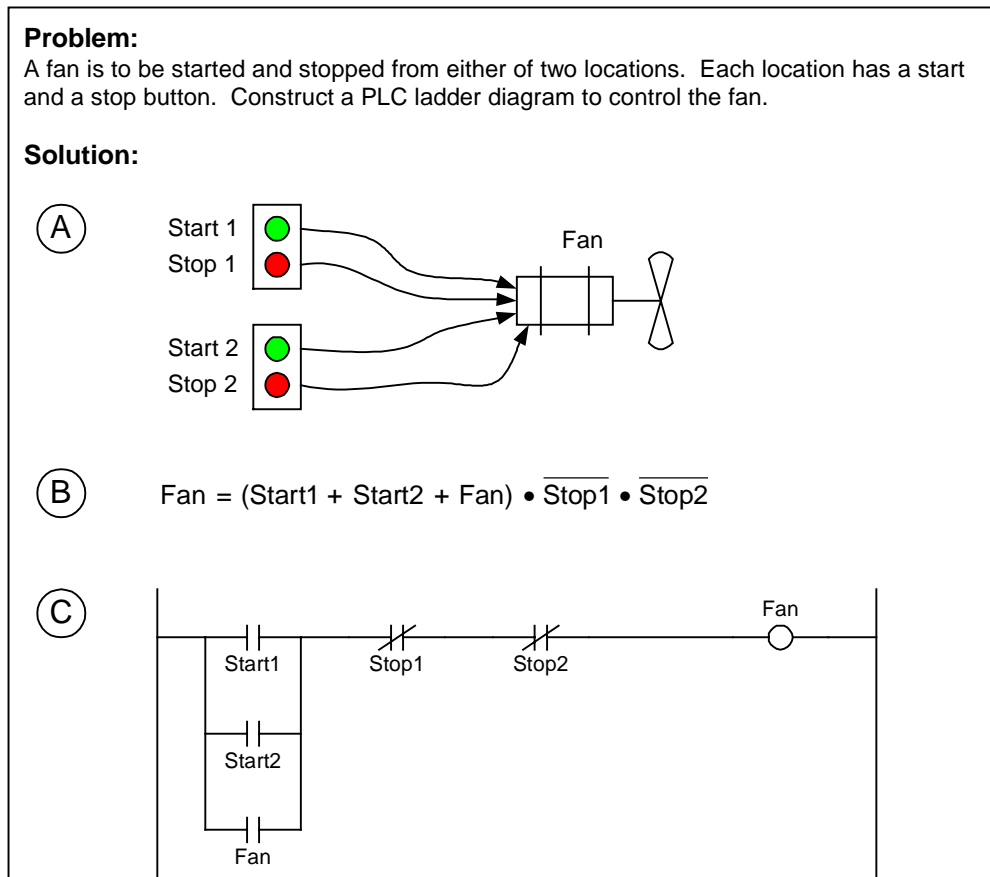 Problem:
A fan is to be started and stopped from either of two locations. Each location has a start
and a stop button. Construct a PLC ladder diagram to control the fan.
Solution:
A
Start 1
Stop 1
Fan
Start 2
Stop 2
B
Fan = (Start1 + Start2 + Fan) • S̅t̅o̅p̅1̅ • S̅t̅o̅p̅2̅
C
Fan
Start1
Stop1
Stop2
Start2
Fan